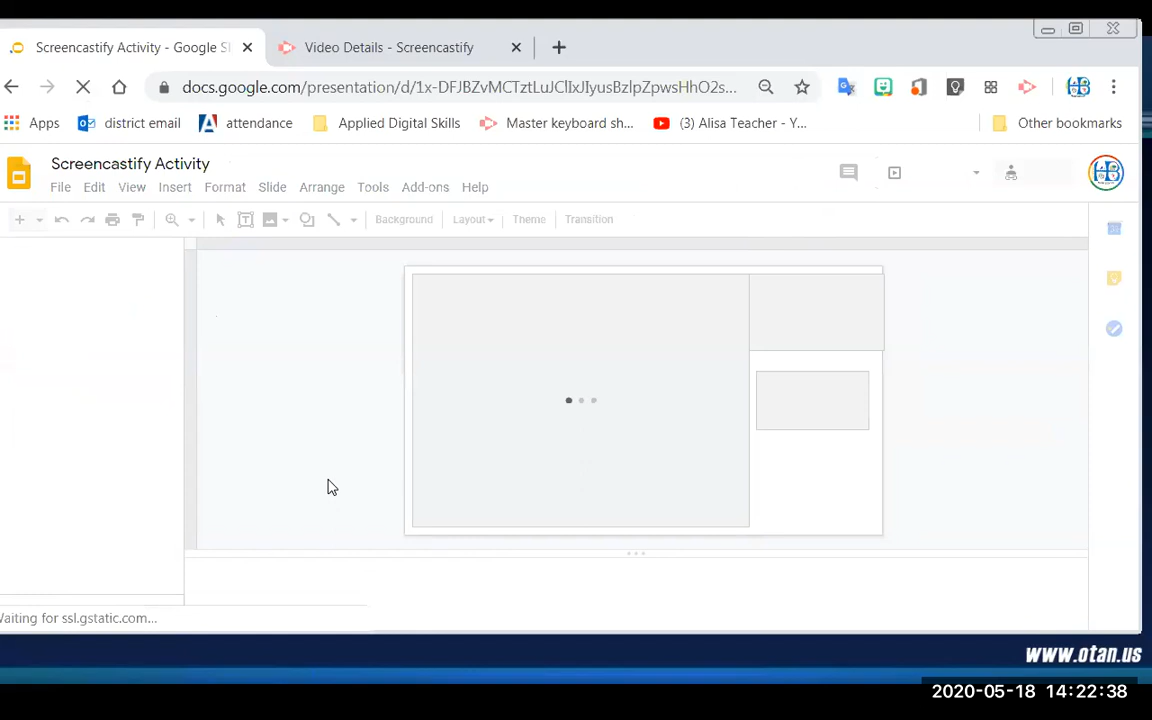 Screencastify Activity - Google Sl
Video Details - Screencastify
docs.google.com/presentation/d/1x-DFJBZvMCTztLuJClIxJIyusBzlpZpwsHhO2s...
Apps
district email
attendance
Applied Digital Skills
Master keyboard sh...
(3) Alisa Teacher - Y...
Other bookmarks
Screencastify Activity
File Edit View Insert Format Slide Arrange Tools Add-ons Help
Background Layout Theme Transition
Waiting for ssl.gstatic.com...
www.otan.us
2020-05-18 14:22:38